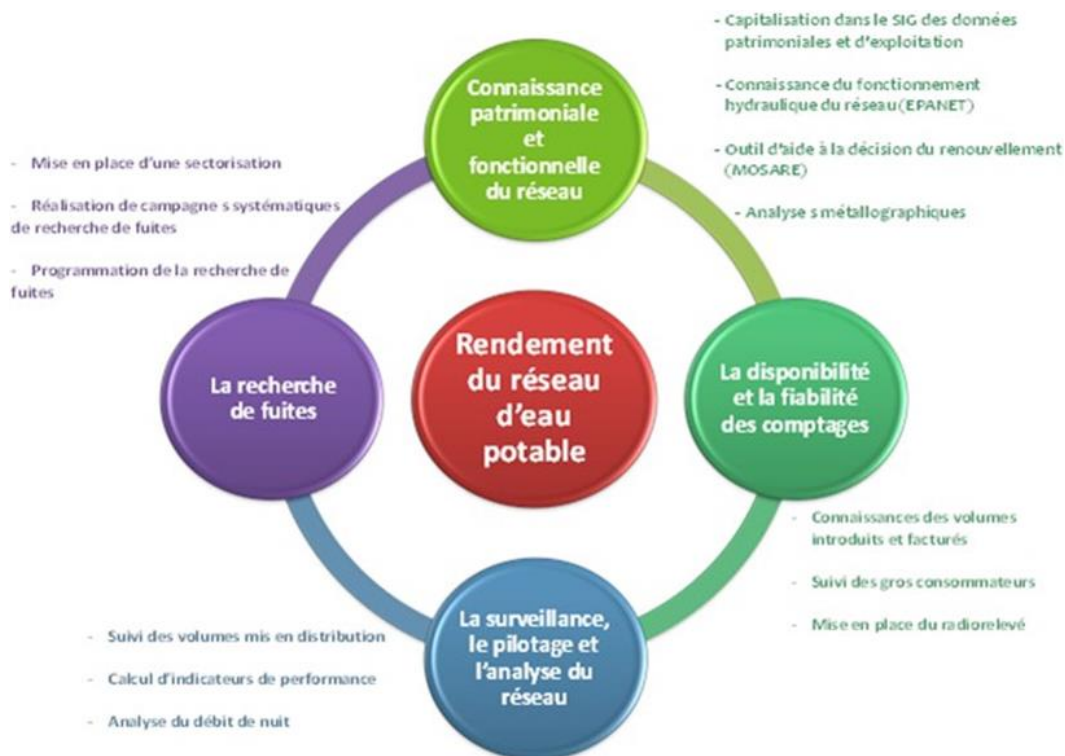 Connaissance
patrimoniale
et
fonctionnelle
du réseau
- Capitalisation dans le SIG des données
patrimoniales et d'exploitation
- Connaissance du fonctionnement
hydraulique du réseau (EPANET)
- Outil d'aide à la décision du renouvellement
(MOSARE)
- Analyse s métallographiques
- Mise en place d'une sectorisation
- Réalisation de campagne s systématiques
de recherche de fuites
- Programmation de la recherche de
fuites
La recherche
de fuites
Rendement
du réseau
d'eau
potable
La disponibilité
et la fiabilité
des comptages
- Connaissances des volumes
introduits et facturés
- Suivi des gros consommateurs
- Mise en place du radiorelevé
La surveillance,
le pilotage et
l'analyse du
réseau
- Suivi des volumes mis en distribution
- Calcul d'indicateurs de performance
- Analyse du débit de nuit